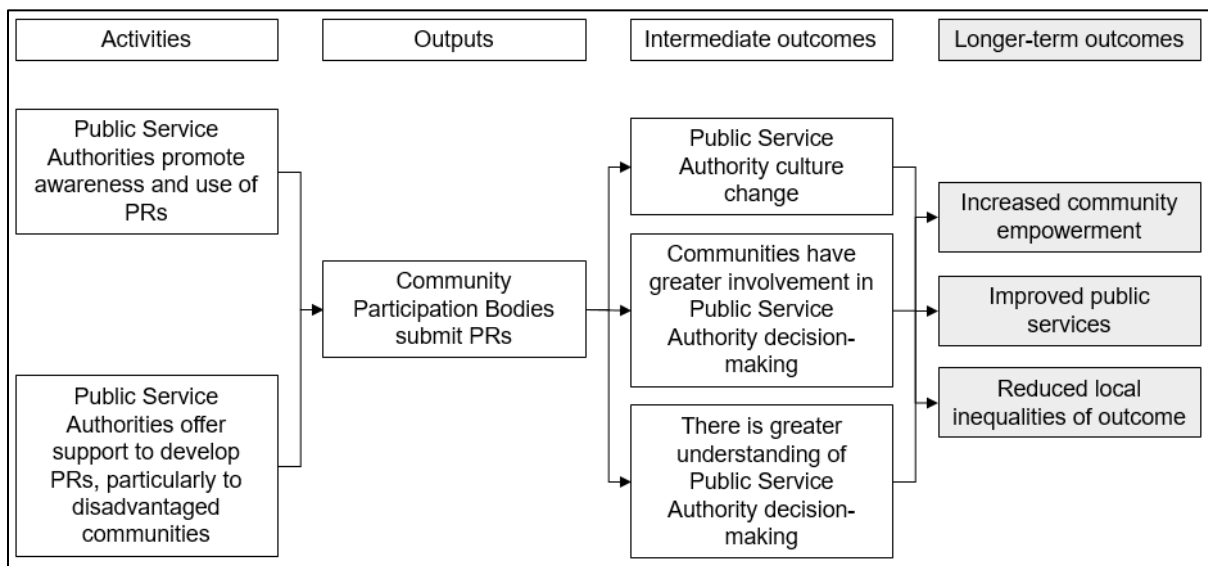 Activities
Outputs
Intermediate outcomes
Longer-term outcomes
Public Service
Authorities promote
awareness and use of
PRs
Public Service
Authorities offer
support to develop
PRs, particularly to
disadvantaged
communities
Community
Participation Bodies
submit PRs
Public Service
Authority culture
change
Communities have
greater involvement in
Public Service
Authority decision-
making
There is greater
understanding of
Public Service
Authority decision-
making
Increased community
empowerment
Improved public
services
Reduced local
inequalities of outcome